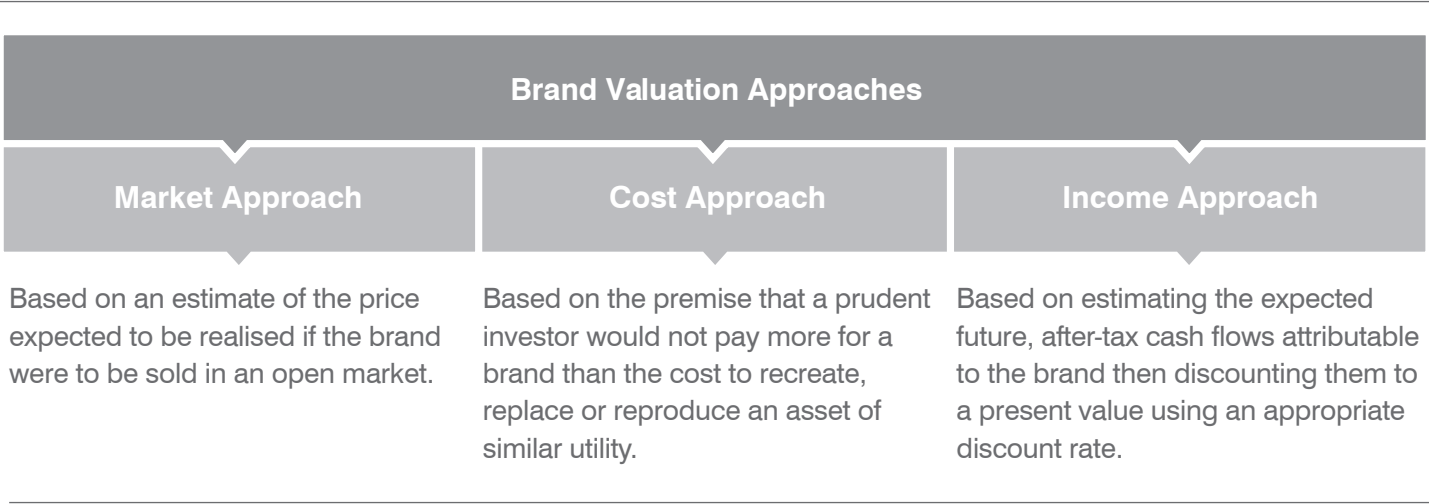 Brand Valuation Approaches
Market Approach
Based on an estimate of the price
expected to be realised if the brand
were to be sold in an open market.
Cost Approach
Based on the premise that a prudent
investor would not pay more for a
brand than the cost to recreate,
replace or reproduce an asset of
similar utility.
Income Approach
Based on estimating the expected
future, after-tax cash flows attributable
to the brand then discounting them to
a present value using an appropriate
discount rate.